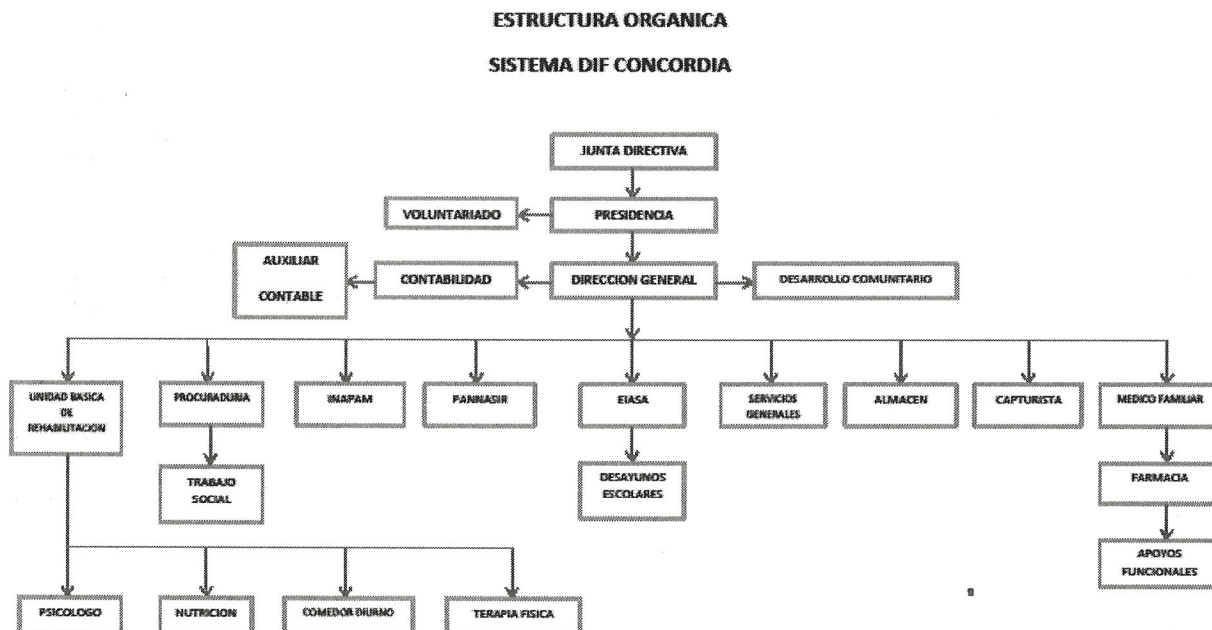 ESTRUCTURA ORGANICA
SISTEMA DIF CONCORDIA
JUNTA DIRECTIVA
VOLUNTARIADO
PRESIDENCIA
AUXILIAR
CONTABLE
CONTABILIDAD
DIRECCION GENERAL
DESARROLLO COMUNITARIO
UNIDAD BASICA
DE
REHABILITACION
PROCURADURIA
INAPAM
PANNASIR
EIASA
SERVICIOS
GENERALES
ALMACEN
CAPTURISTA
MEDICO FAMILIAR
TRABAJO
SOCIAL
DESAYUNOS
ESCOLARES
FARMACIA
APOYOS
FUNCIONALES
PSICOLOGO
NUTRICION
COMEDOR DIURNO
TERAPIA FISICA